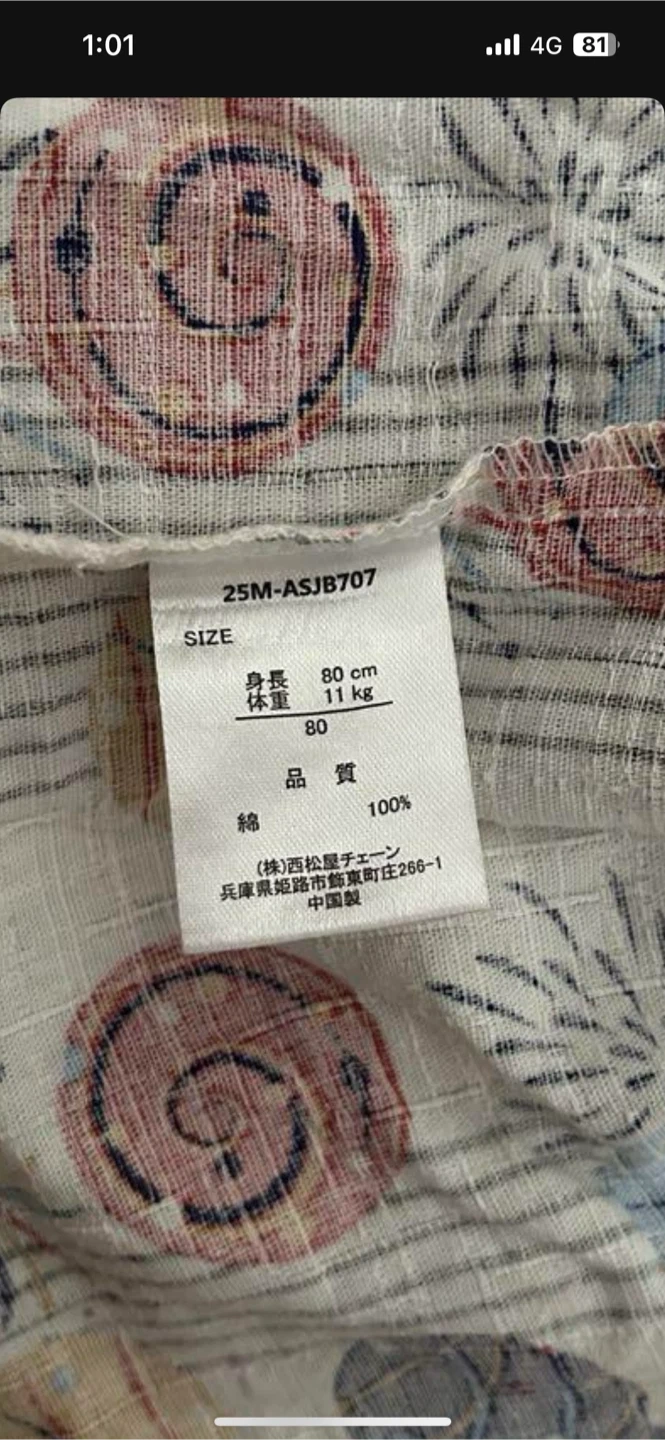 1:01 4G 81
25M-ASJB707
SIZE
身長 80 cm
体重 11 kg
80
品 質
綿 100%
(株)西松屋チェーン
兵庫県姫路市飾東町庄266-1
中国製